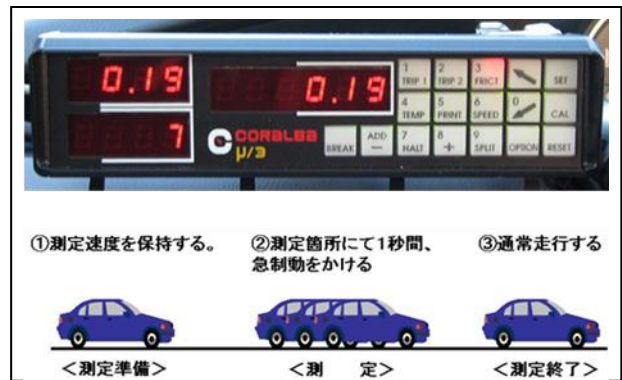 0.19
0.19
7
CORALBA
μ/3
1 TRIP 1
2 TRIP 2
3 FRICT
SET
4 TEMP
5 PRINT
6 SPEED
0
CAL
BREAK
ADD −
7 HALT
8 +
9 SPLIT
OPTION
RESET
①測定速度を保持する。
②測定箇所にて1秒間、
急制動をかける
③通常走行する
<測定準備>
<測　定>
<測定終了>